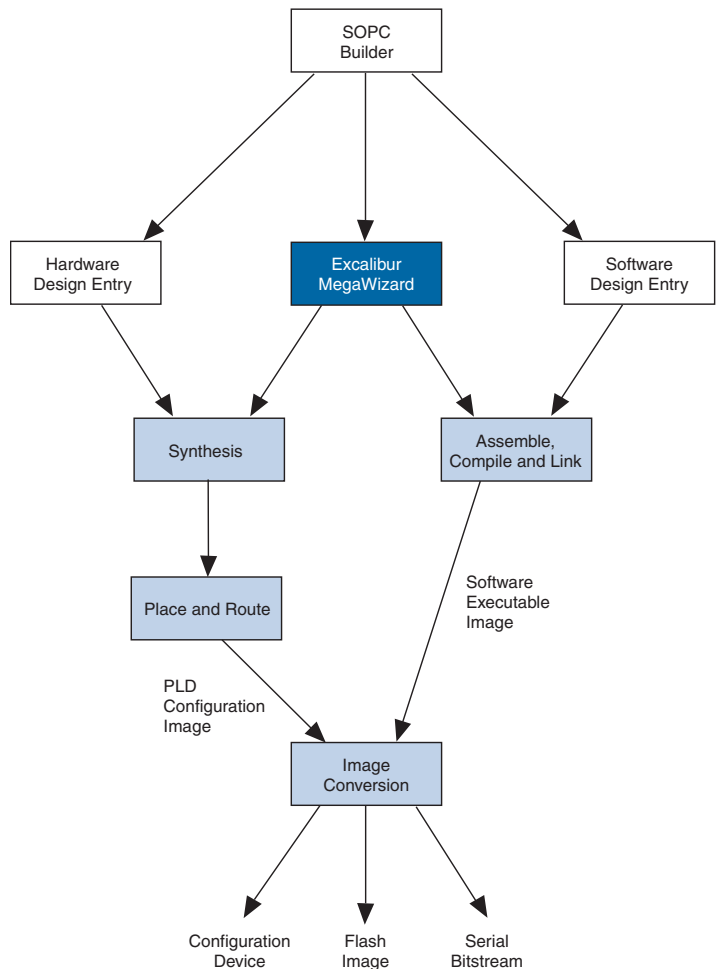 SOPC
Builder
Hardware
Design Entry
Excalibur
MegaWizard
Software
Design Entry
Synthesis
Assemble,
Compile and Link
Place and Route
Software
Executable
Image
PLD
Configuration
Image
Image
Conversion
Configuration
Device
Flash
Image
Serial
Bitstream